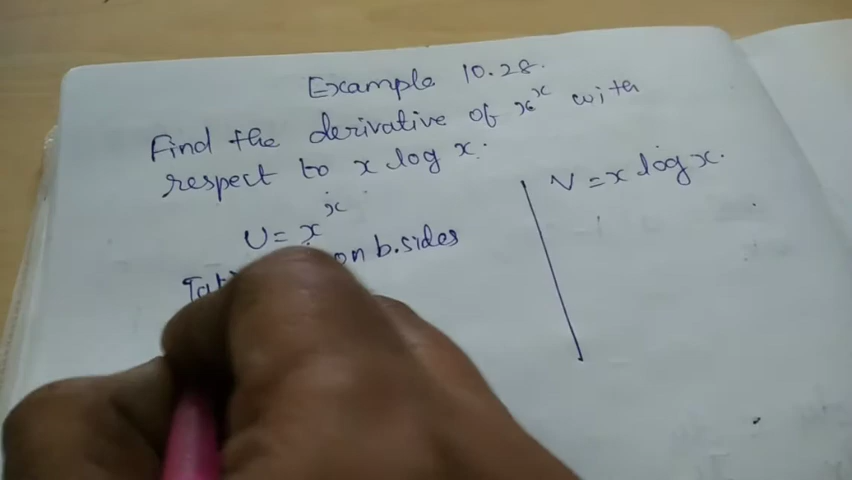 Example 10.28.
Find the derivative of x^x with
respect to x log x.
U = x^x
V = x log x.
on b.sides